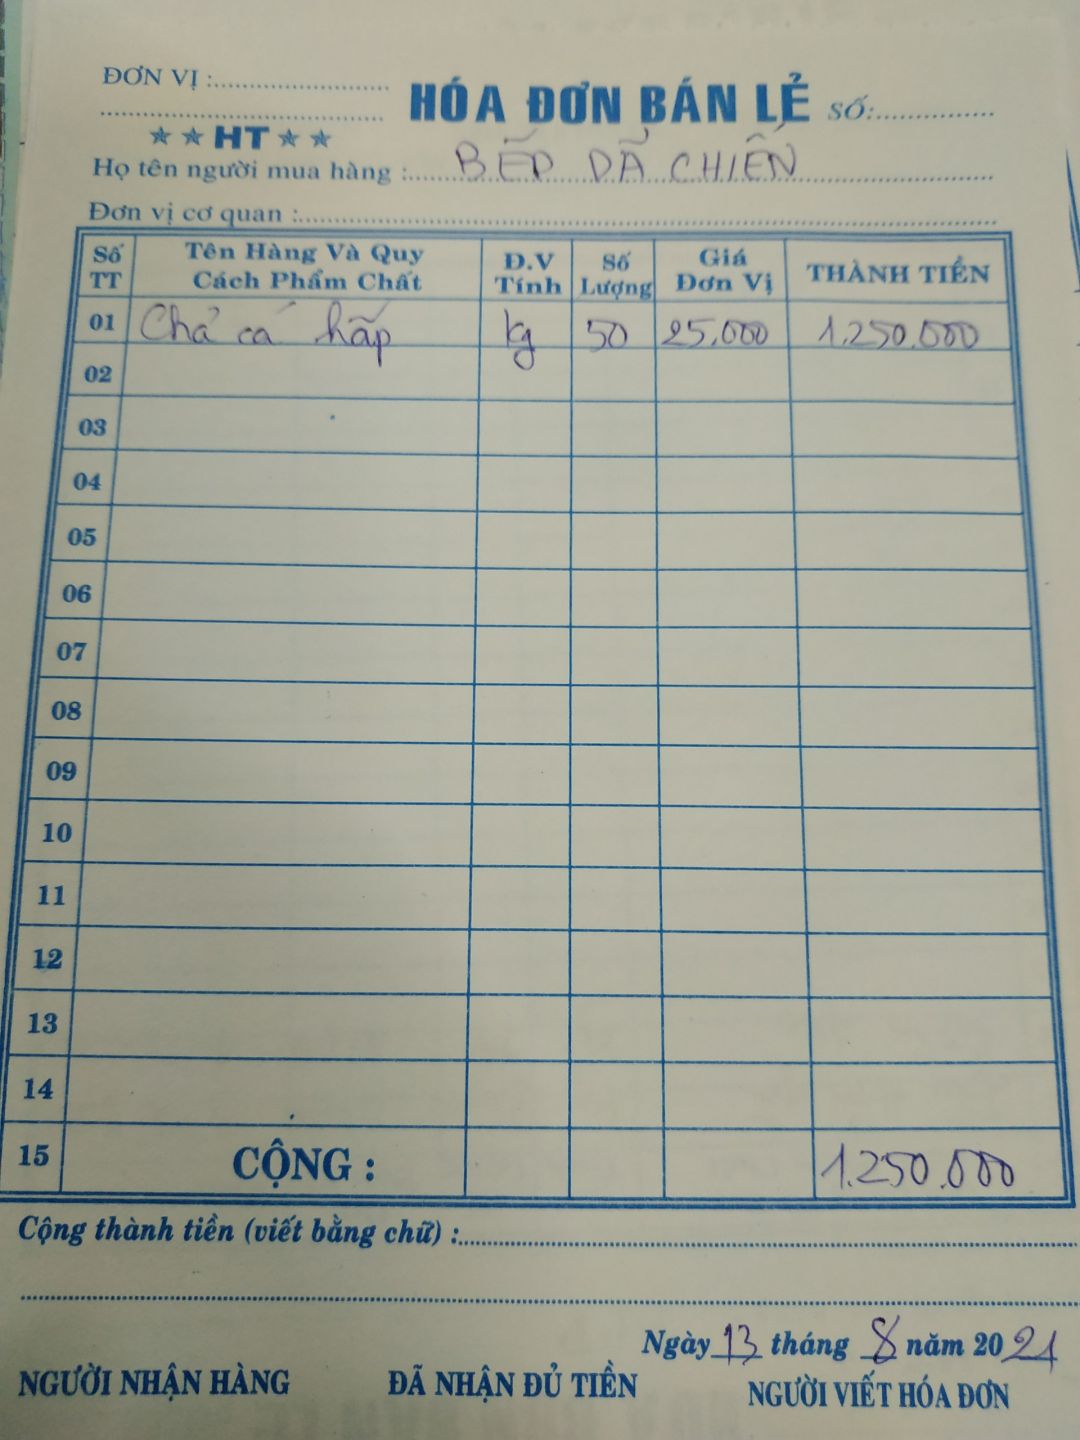 ĐƠN VỊ :
HÓA ĐƠN BÁN LẺ SỐ:
HT
Họ tên người mua hàng : BẾP DÃ CHIẾN
Đơn vị cơ quan :
Số TT Tên Hàng Và Quy Cách Phẩm Chất Đ.V Tính Số Lượng Giá Đơn Vị THÀNH TIỀN
01 Chả cá hấp kg 50 25.000 1.250.000
02
03
04
05
06
07
08
09
10
11
12
13
14
15 CỘNG : 1.250.000
Cộng thành tiền (viết bằng chữ) :
Ngày 13 tháng 8 năm 2021
NGƯỜI NHẬN HÀNG ĐÃ NHẬN ĐỦ TIỀN NGƯỜI VIẾT HÓA ĐƠN